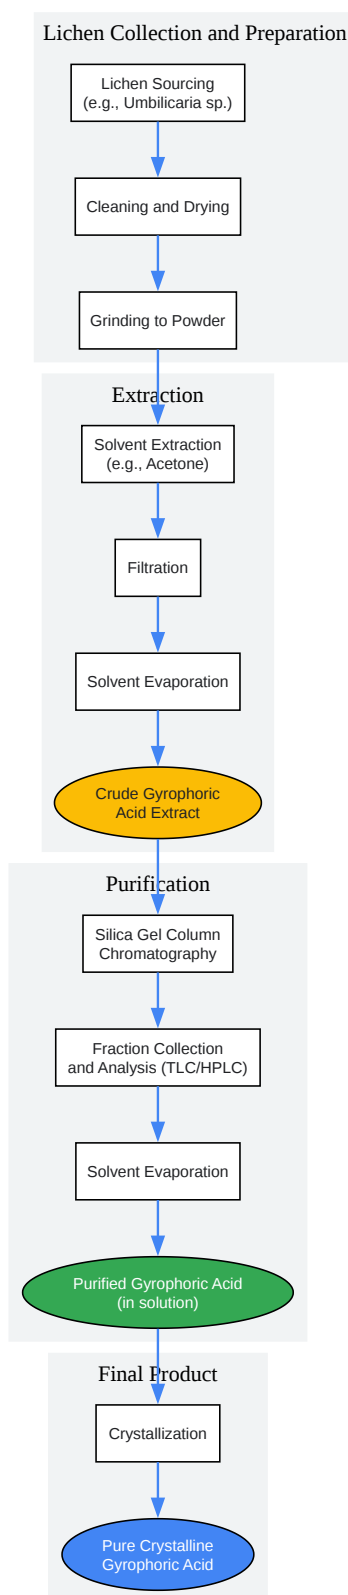 Lichen Collection and Preparation
Lichen Sourcing
(e.g., Umbilicaria sp.)
Cleaning and Drying
Grinding to Powder
Extraction
Solvent Extraction
(e.g., Acetone)
Filtration
Solvent Evaporation
Crude Gyrophoric
Acid Extract
Purification
Silica Gel Column
Chromatography
Fraction Collection
and Analysis (TLC/HPLC)
Solvent Evaporation
Purified Gyrophoric Acid
(in solution)
Final Product
Crystallization
Pure Crystalline
Gyrophoric Acid